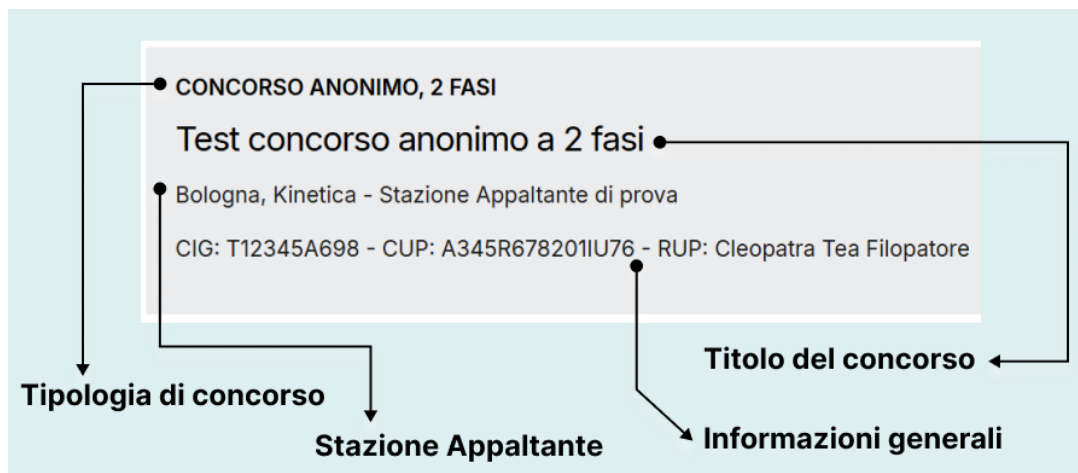 CONCORSO ANONIMO, 2 FASI
Test concorso anonimo a 2 fasi
Bologna, Kinetica - Stazione Appaltante di prova
CIG: T12345A698 - CUP: A345R678201IU76 - RUP: Cleopatra Tea Filopatore
Titolo del concorso
Tipologia di concorso
Stazione Appaltante
Informazioni generali